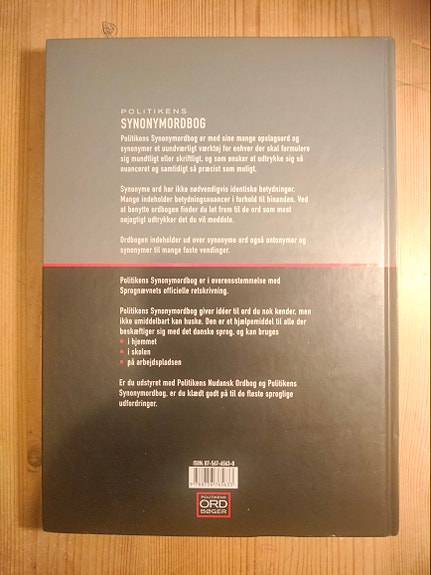 POLITIKENS
SYNONYMORDBOG
Politikens Synonymordbog er med sine mange opslagsord og
synonymer et uundværligt værktøj for enhver der skal formulere
sig mundtligt eller skriftligt, og som ønsker at udtrykke sig så
nuanceret og samtidig så præcist som muligt.
Synonyme ord har ikke nødvendigvis identiske betydninger.
Mange indeholder betydningsnuancer i forhold til hinanden. Ved
at benytte ordbogen finder du let frem til de ord som mest
nøjagtigt udtrykker det du vil meddele.
Ordbogen indeholder ud over synonyme ord også antonymer og
synonymer til mange faste vendinger.
Politikens Synonymordbog er i overensstemmelse med
Sprognævnets officielle retskrivning.
Politikens Synonymordbog giver idéer til ord du nok kender, men
ikke umiddelbart kan huske. Den er et hjælpemiddel til alle der
beskæftiger sig med det danske sprog, og kan bruges
• i hjemmet
• i skolen
• på arbejdspladsen
Er du udstyret med Politikens Nudansk Ordbog og Politikens
Synonymordbog, er du klædt godt på til de fleste sproglige
udfordringer.
ISBN: 87-567-6563-8
POLITIKENS
ORD
BØGER